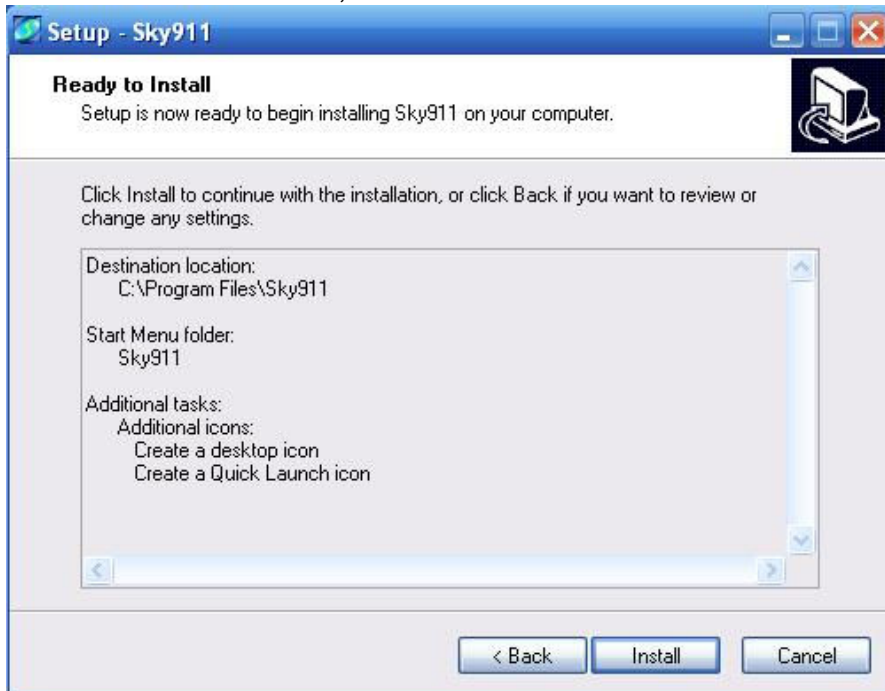 Setup - Sky911
Ready to Install
Setup is now ready to begin installing Sky911 on your computer.
Click Install to continue with the installation, or click Back if you want to review or
change any settings.
Destination location:
C:\Program Files\Sky911
Start Menu folder:
Sky911
Additional tasks:
Additional icons:
Create a desktop icon
Create a Quick Launch icon
< Back
Install
Cancel